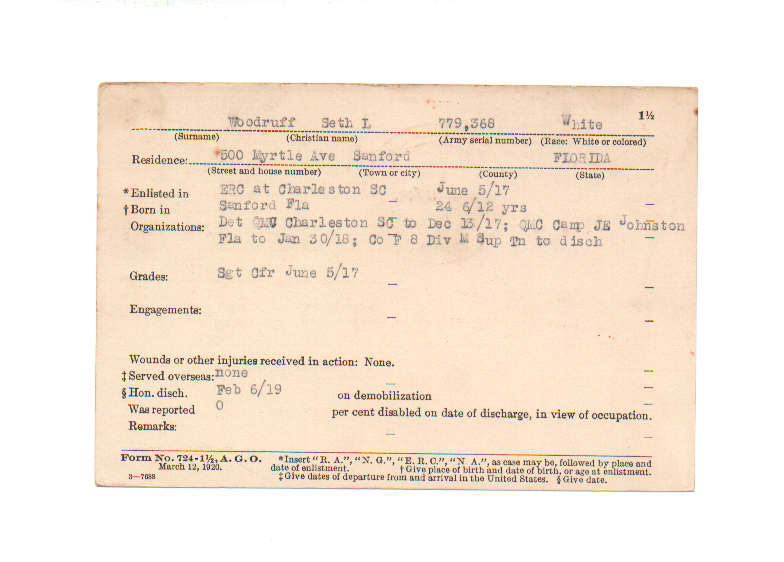 1½
Woodruff Seth L 779,368 White
(Surname) (Christian name) (Army serial number) (Race: White or colored)
Residence: 500 Myrtle Ave Sanford FLORIDA
(Street and house number) (Town or city) (County) (State)
*Enlisted in ERC at Charleston SC June 5/17
†Born in Sanford Fla 24 6/12 yrs
Organizations: Det QMC Charleston SC to Dec 13/17; QMC Camp JE Johnston
Fla to Jan 30/18; Co F 8 Div M Sup Tn to disch
Grades: Sgt Cfr June 5/17
Engagements:
Wounds or other injuries received in action: None.
‡Served overseas: none
§Hon. disch. Feb 6/19 on demobilization
Was reported 0 per cent disabled on date of discharge, in view of occupation.
Remarks:
Form No. 724-1½, A. G. O. *Insert "R. A.", "N. G.", "E. R. C.", "N A.", as case may be, followed by place and
March 12, 1920. date of enlistment. †Give place of birth and date of birth, or age at enlistment.
3—7688 ‡Give dates of departure from and arrival in the United States. §Give date.